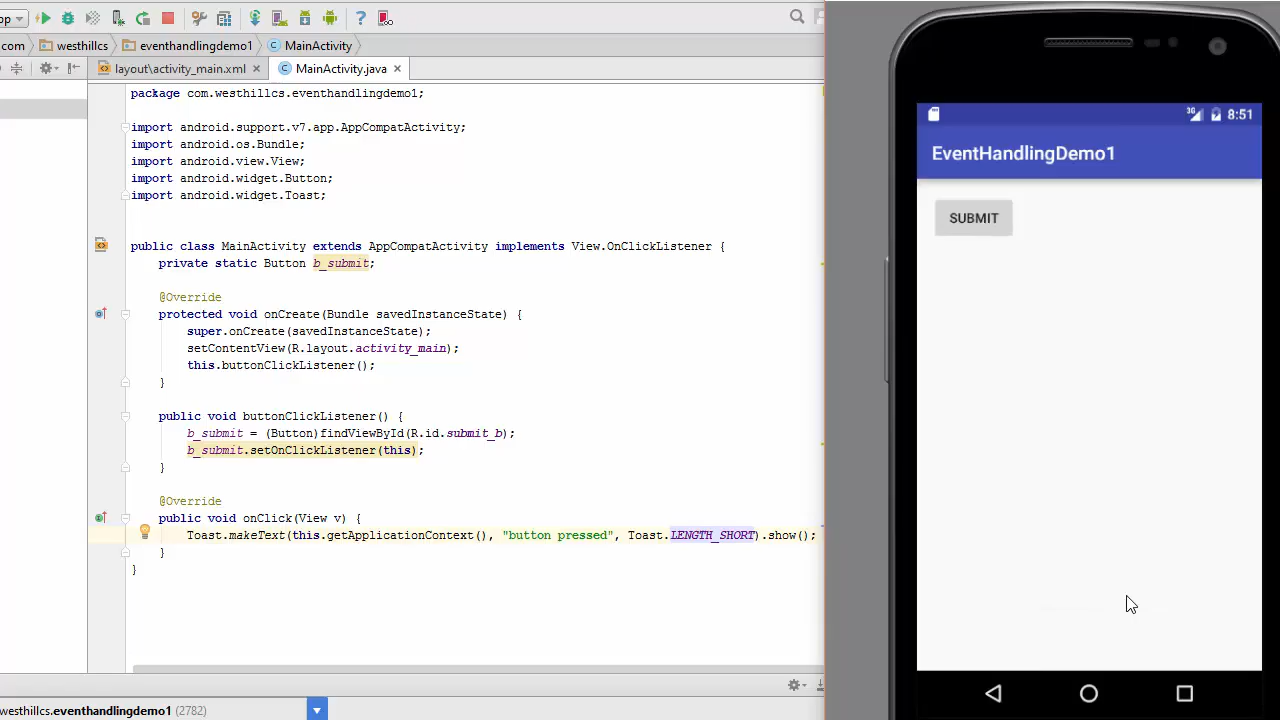 pp
com westhillcs eventhandlingdemo1 MainActivity
layout\activity_main.xml MainActivity.java
package com.westhillcs.eventhandlingdemo1;
import android.support.v7.app.AppCompatActivity;
import android.os.Bundle;
import android.view.View;
import android.widget.Button;
import android.widget.Toast;
public class MainActivity extends AppCompatActivity implements View.OnClickListener {
private static Button b_submit;
@Override
protected void onCreate(Bundle savedInstanceState) {
super.onCreate(savedInstanceState);
setContentView(R.layout.activity_main);
this.buttonClickListener();
}
public void buttonClickListener() {
b_submit = (Button)findViewById(R.id.submit_b);
b_submit.setOnClickListener(this);
}
@Override
public void onClick(View v) {
Toast.makeText(this.getApplicationContext(), "button pressed", Toast.LENGTH_SHORT).show();
}
}
westhillcs.eventhandlingdemo1 (2782)
3G 8:51
EventHandlingDemo1
SUBMIT